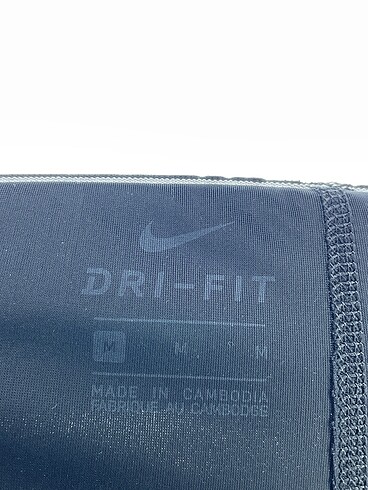 DRI-FIT
M M M
MADE IN CAMBODIA
FABRIQUÉ AU CAMBODGE